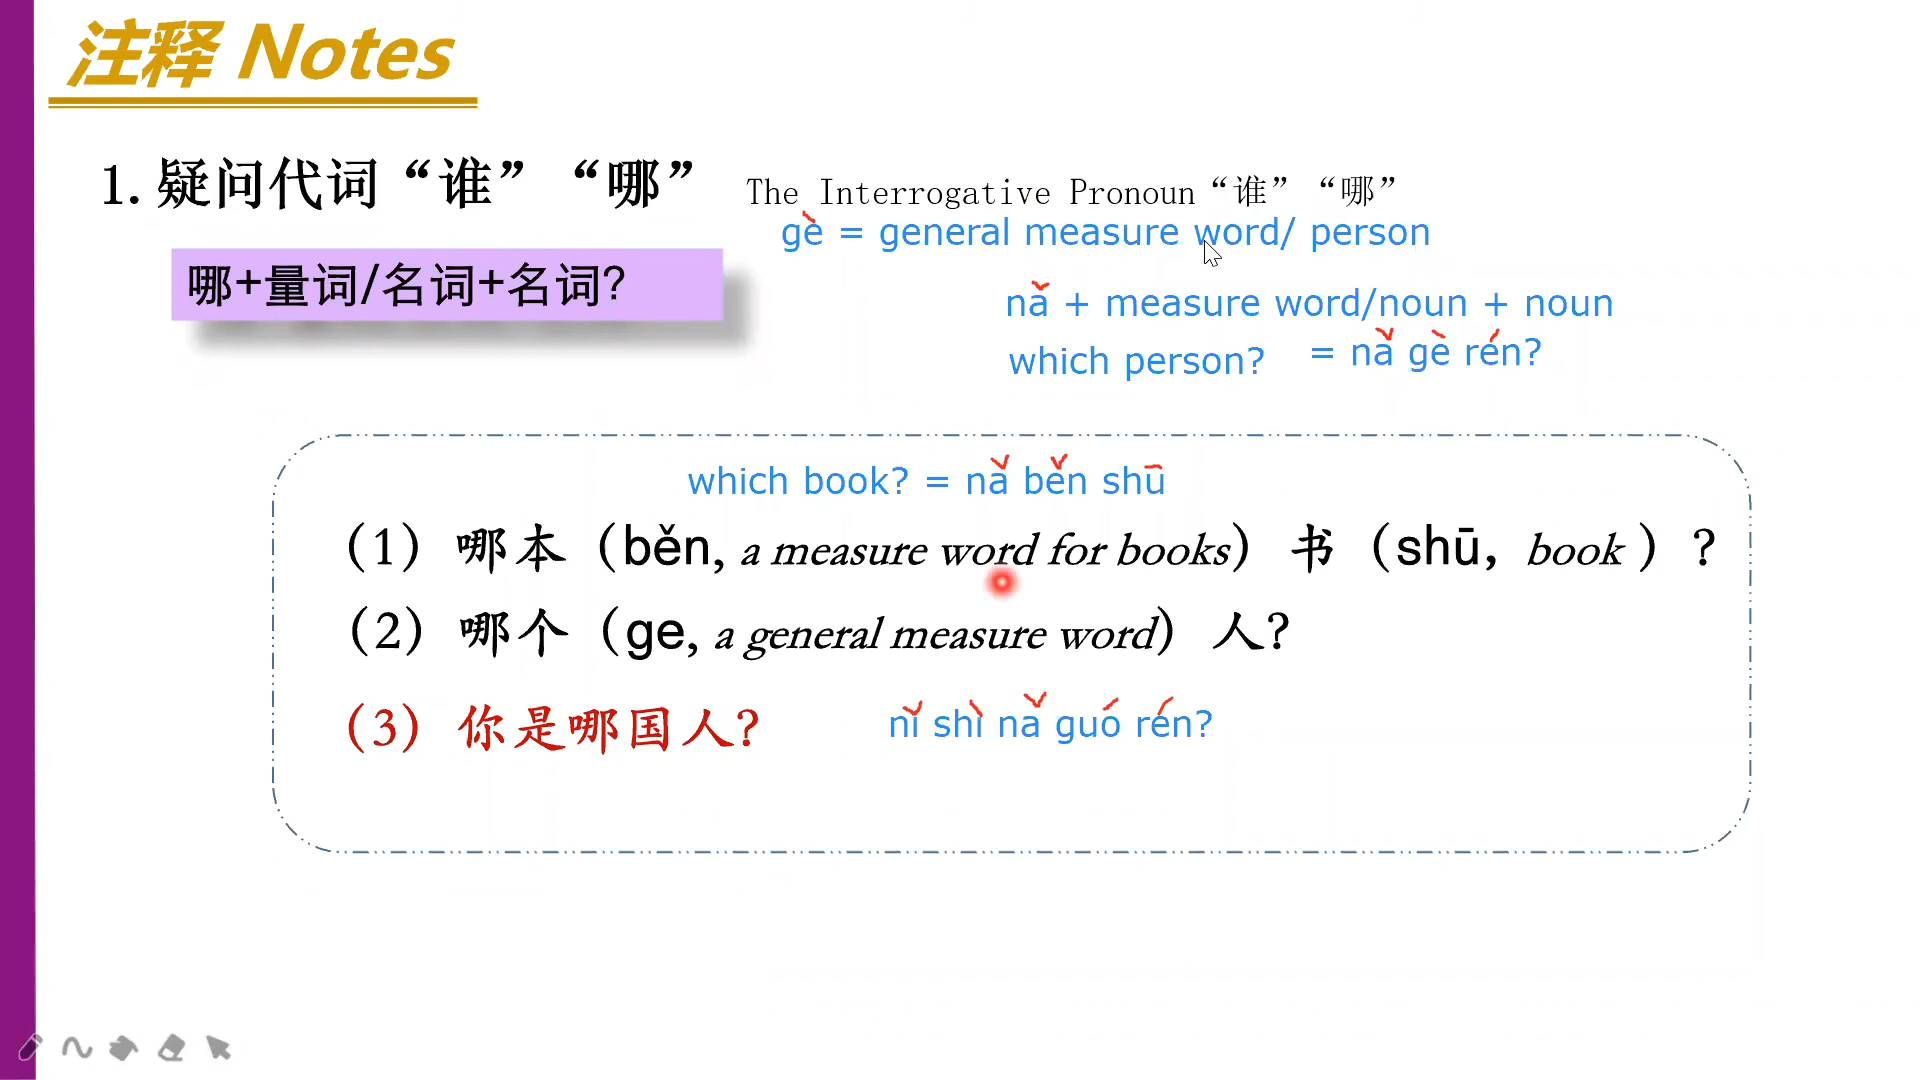 注释 Notes
1. 疑问代词“谁”“哪” The Interrogative Pronoun“谁”“哪”
gè = general measure word/ person
哪+量词/名词+名词?
nǎ + measure word/noun + noun
which person? = nǎ gè rén?
which book? = nǎ běn shū
（1）哪本（běn, a measure word for books）书（shū, book ）?
（2）哪个（ge, a general measure word）人?
（3）你是哪国人? nǐ shì nǎ guó rén?